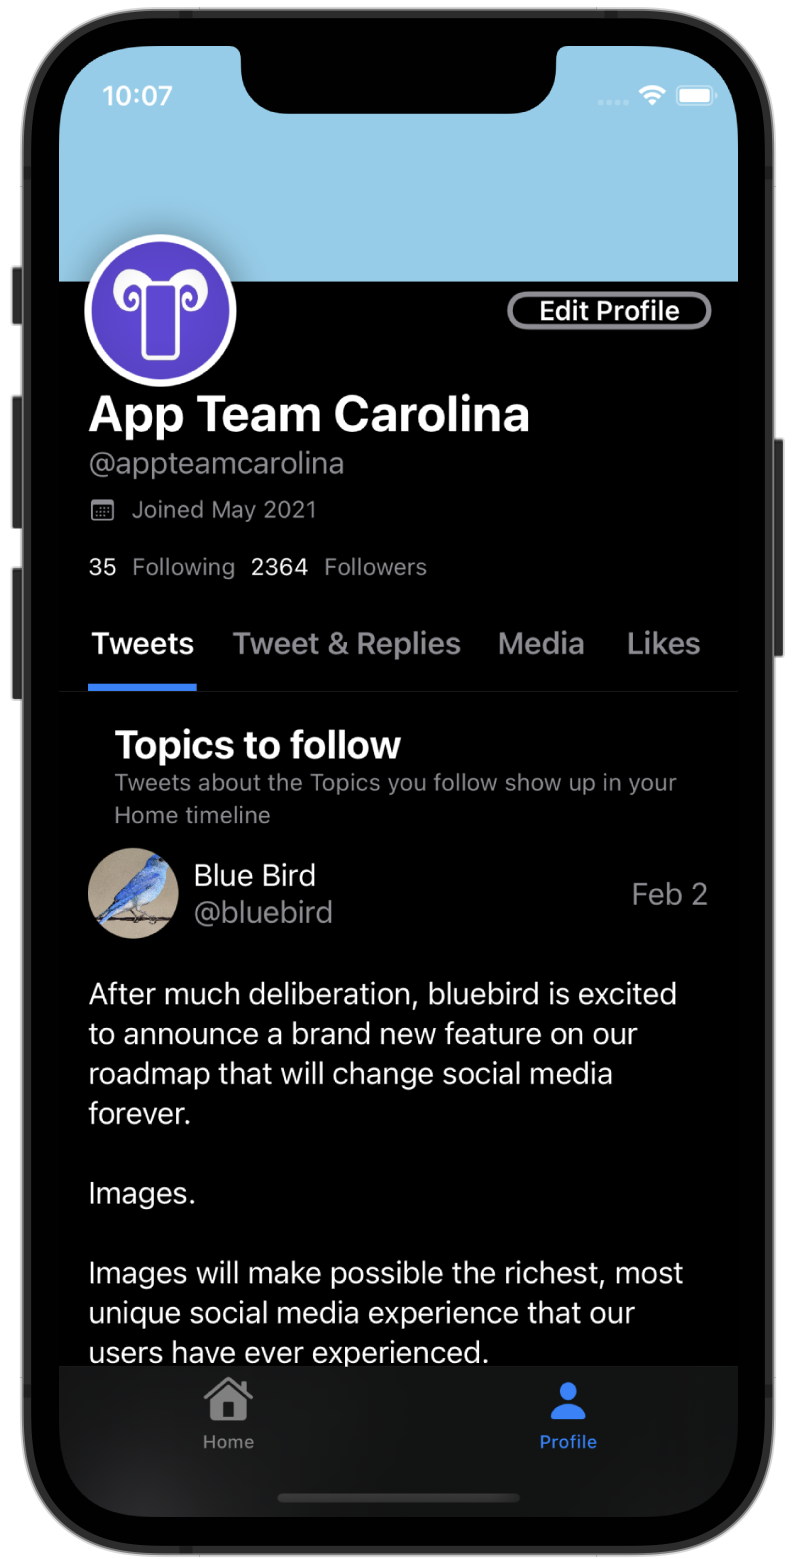 10:07
Edit Profile
App Team Carolina
@appteamcarolina
Joined May 2021
35 Following 2364 Followers
Tweets Tweet & Replies Media Likes
Topics to follow
Tweets about the Topics you follow show up in your
Home timeline
Blue Bird
@bluebird
Feb 2
After much deliberation, bluebird is excited
to announce a brand new feature on our
roadmap that will change social media
forever.
Images.
Images will make possible the richest, most
unique social media experience that our
users have ever experienced.
Home Profile